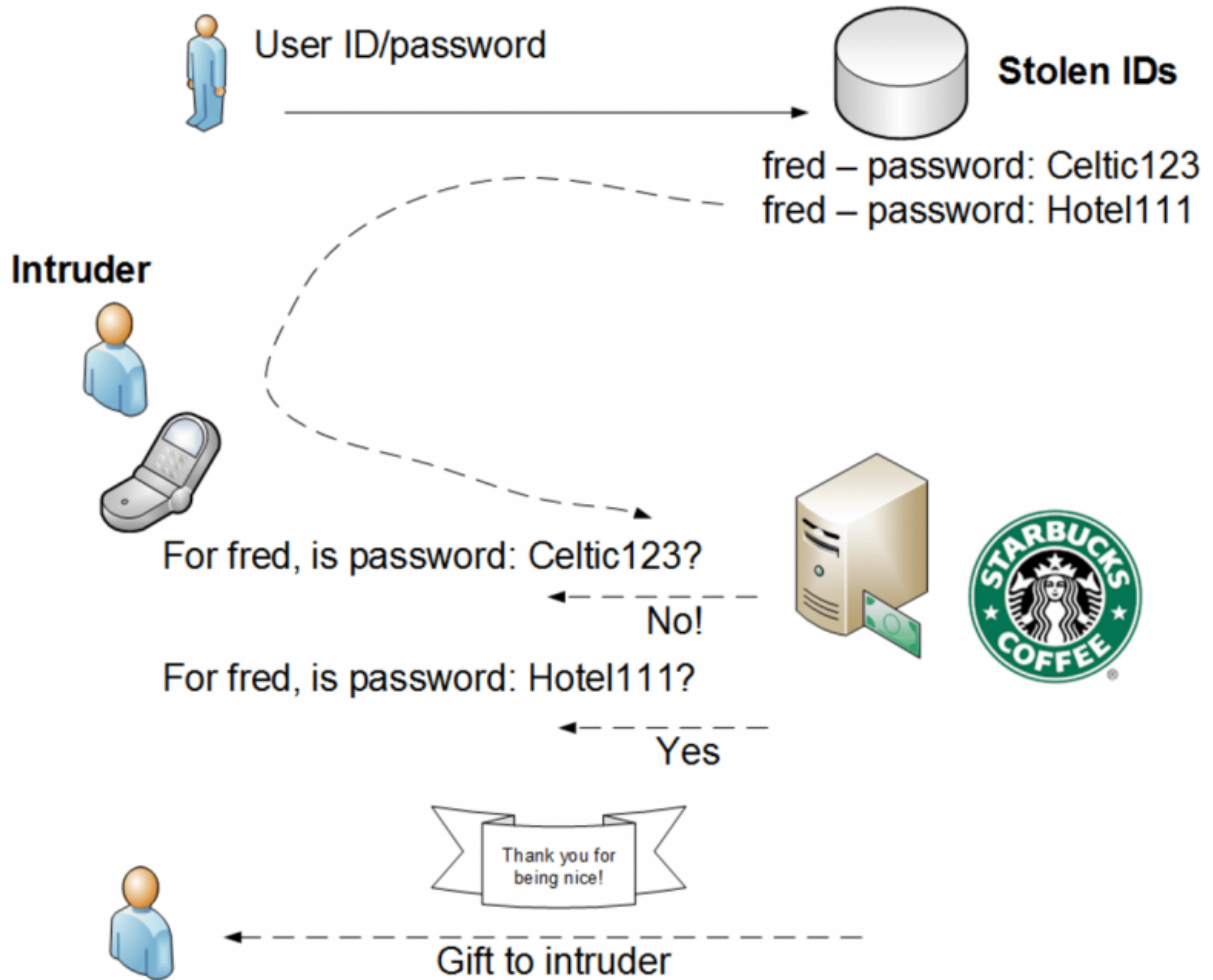 User ID/password
Stolen IDs
fred – password: Celtic123
fred – password: Hotel111
Intruder
For fred, is password: Celtic123?
No!
STARBUCKS
COFFEE
®
For fred, is password: Hotel111?
Yes
Thank you for
being nice!
Gift to intruder